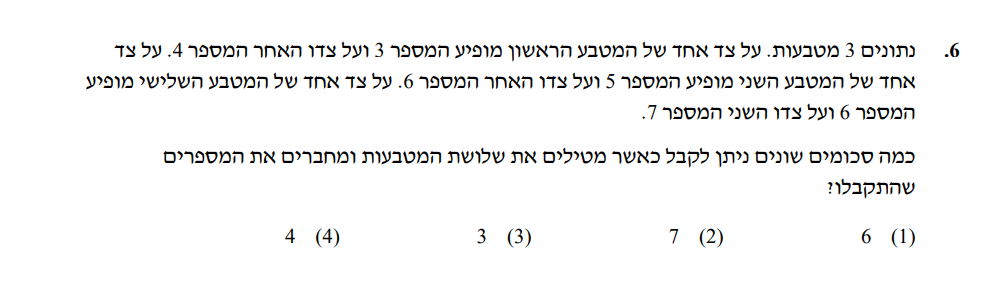 6. נתונים 3 מטבעות. על צד אחד של המטבע הראשון מופיע המספר 3 ועל צדו האחר המספר 4. על צד
אחד של המטבע השני מופיע המספר 5 ועל צדו האחר המספר 6. על צד אחד של המטבע השלישי מופיע
המספר 6 ועל צדו השני המספר 7.
כמה סכומים שונים ניתן לקבל כאשר מטילים את שלושת המטבעות ומחברים את המספרים
שהתקבלו?
(1) 6 (2) 7 (3) 3 (4) 4